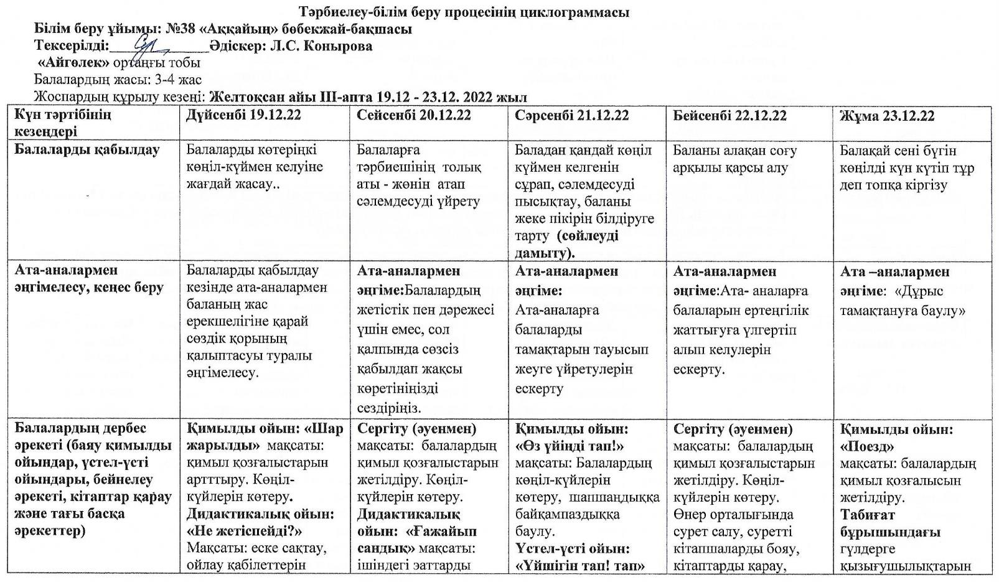 Тәрбиелеу-білім беру процесінің циклограммасы
Білім беру ұйымы: №38 «Аққайың» бөбекжай-бақшасы
Тексерілді:____________Әдіскер: Л.С. Конырова
«Айгөлек» ортаңғы тобы
Балалардың жасы: 3-4 жас
Жоспардың құрылу кезеңі: Желтоқсан айы III-апта 19.12 - 23.12. 2022 жыл
Күн тәртібінің
кезеңдері
Дүйсенбі 19.12.22
Сейсенбі 20.12.22
Сәрсенбі 21.12.22
Бейсенбі 22.12.22
Жұма 23.12.22
Балаларды қабылдау
Балаларды көтеріңкі
көңіл-күймен келуіне
жағдай жасау..
Балаларға
тәрбиешінің толық
аты - жөнін атап
сәлемдесуді үйрету
Баладан қандай көңіл
күймен келгенін
сұрап, сәлемдесуді
пысықтау, баланы
жеке пікірін білдіруге
тарту (сөйлеуді
дамыту).
Баланы алақан соғу
арқылы қарсы алу
Балақай сені бүгін
көңілді күн күтіп тұр
деп топқа кіргізу
Ата-аналармен
әңгімелесу, кеңес беру
Балаларды қабылдау
кезінде ата-аналармен
баланың жас
ерекшелігіне қарай
сөздік қорының
қалыптасуы туралы
әңгімелесу.
Ата-аналармен
әңгіме:Балалардың
жетістік пен дәрежесі
үшін емес, сол
қалпында сөзсіз
қабылдап жақсы
көретініңізді
сездіріңіз.
Ата-аналармен
әңгіме:
Ата-аналарға
балаларды
тамақтарын тауысып
жеуге үйретулерін
ескерту
Ата-аналармен
әңгіме:Ата- аналарға
балаларын ертеңгілік
жаттығуға үлгертіп
алып келулерін
ескерту.
Ата –аналармен
әңгіме: «Дұрыс
тамақтануға баулу»
Балалардың дербес
әрекеті (баяу қимылды
ойындар, үстел-үсті
ойындары, бейнелеу
әрекеті, кітаптар қарау
және тағы басқа
әрекеттер)
Қимылды ойын: «Шар
жарылды» мақсаты:
қимыл қозғалыстарын
артттыру. Көңіл-
күйлерін көтеру.
Дидактикалық ойын:
«Не жетіспейді?»
Мақсаты: еске сақтау,
ойлау қабілеттерін
Сергіту (әуенмен)
мақсаты: балалардың
қимыл қозғалыстарын
жетілдіру. Көңіл-
күйлерін көтеру.
Дидактикалық
ойын: «Ғажайып
сандық» мақсаты:
ішіндегі заттарды
Қимылды ойын:
«Өз үйіңді тап!»
мақсаты: Балалардың
көңіл-күйлерін
көтеру, шапшаңдыққа
байқампаздыққа
баулу.
Үстел-үсті ойын:
«Үйшігін тап! тап»
Сергіту (әуенмен)
мақсаты: балалардың
қимыл қозғалыстарын
жетілдіру. Көңіл-
күйлерін көтеру.
Өнер орталығында
сурет салу, суретті
кітапшаларды бояу,
кітаптарды қарау,
Қимылды ойын:
«Поезд»
мақсаты: балалардың
қимыл қозғалысын
жетілдіру.
Табиғат
бұрышындағы
гүлдерге
қызығушылықтарын